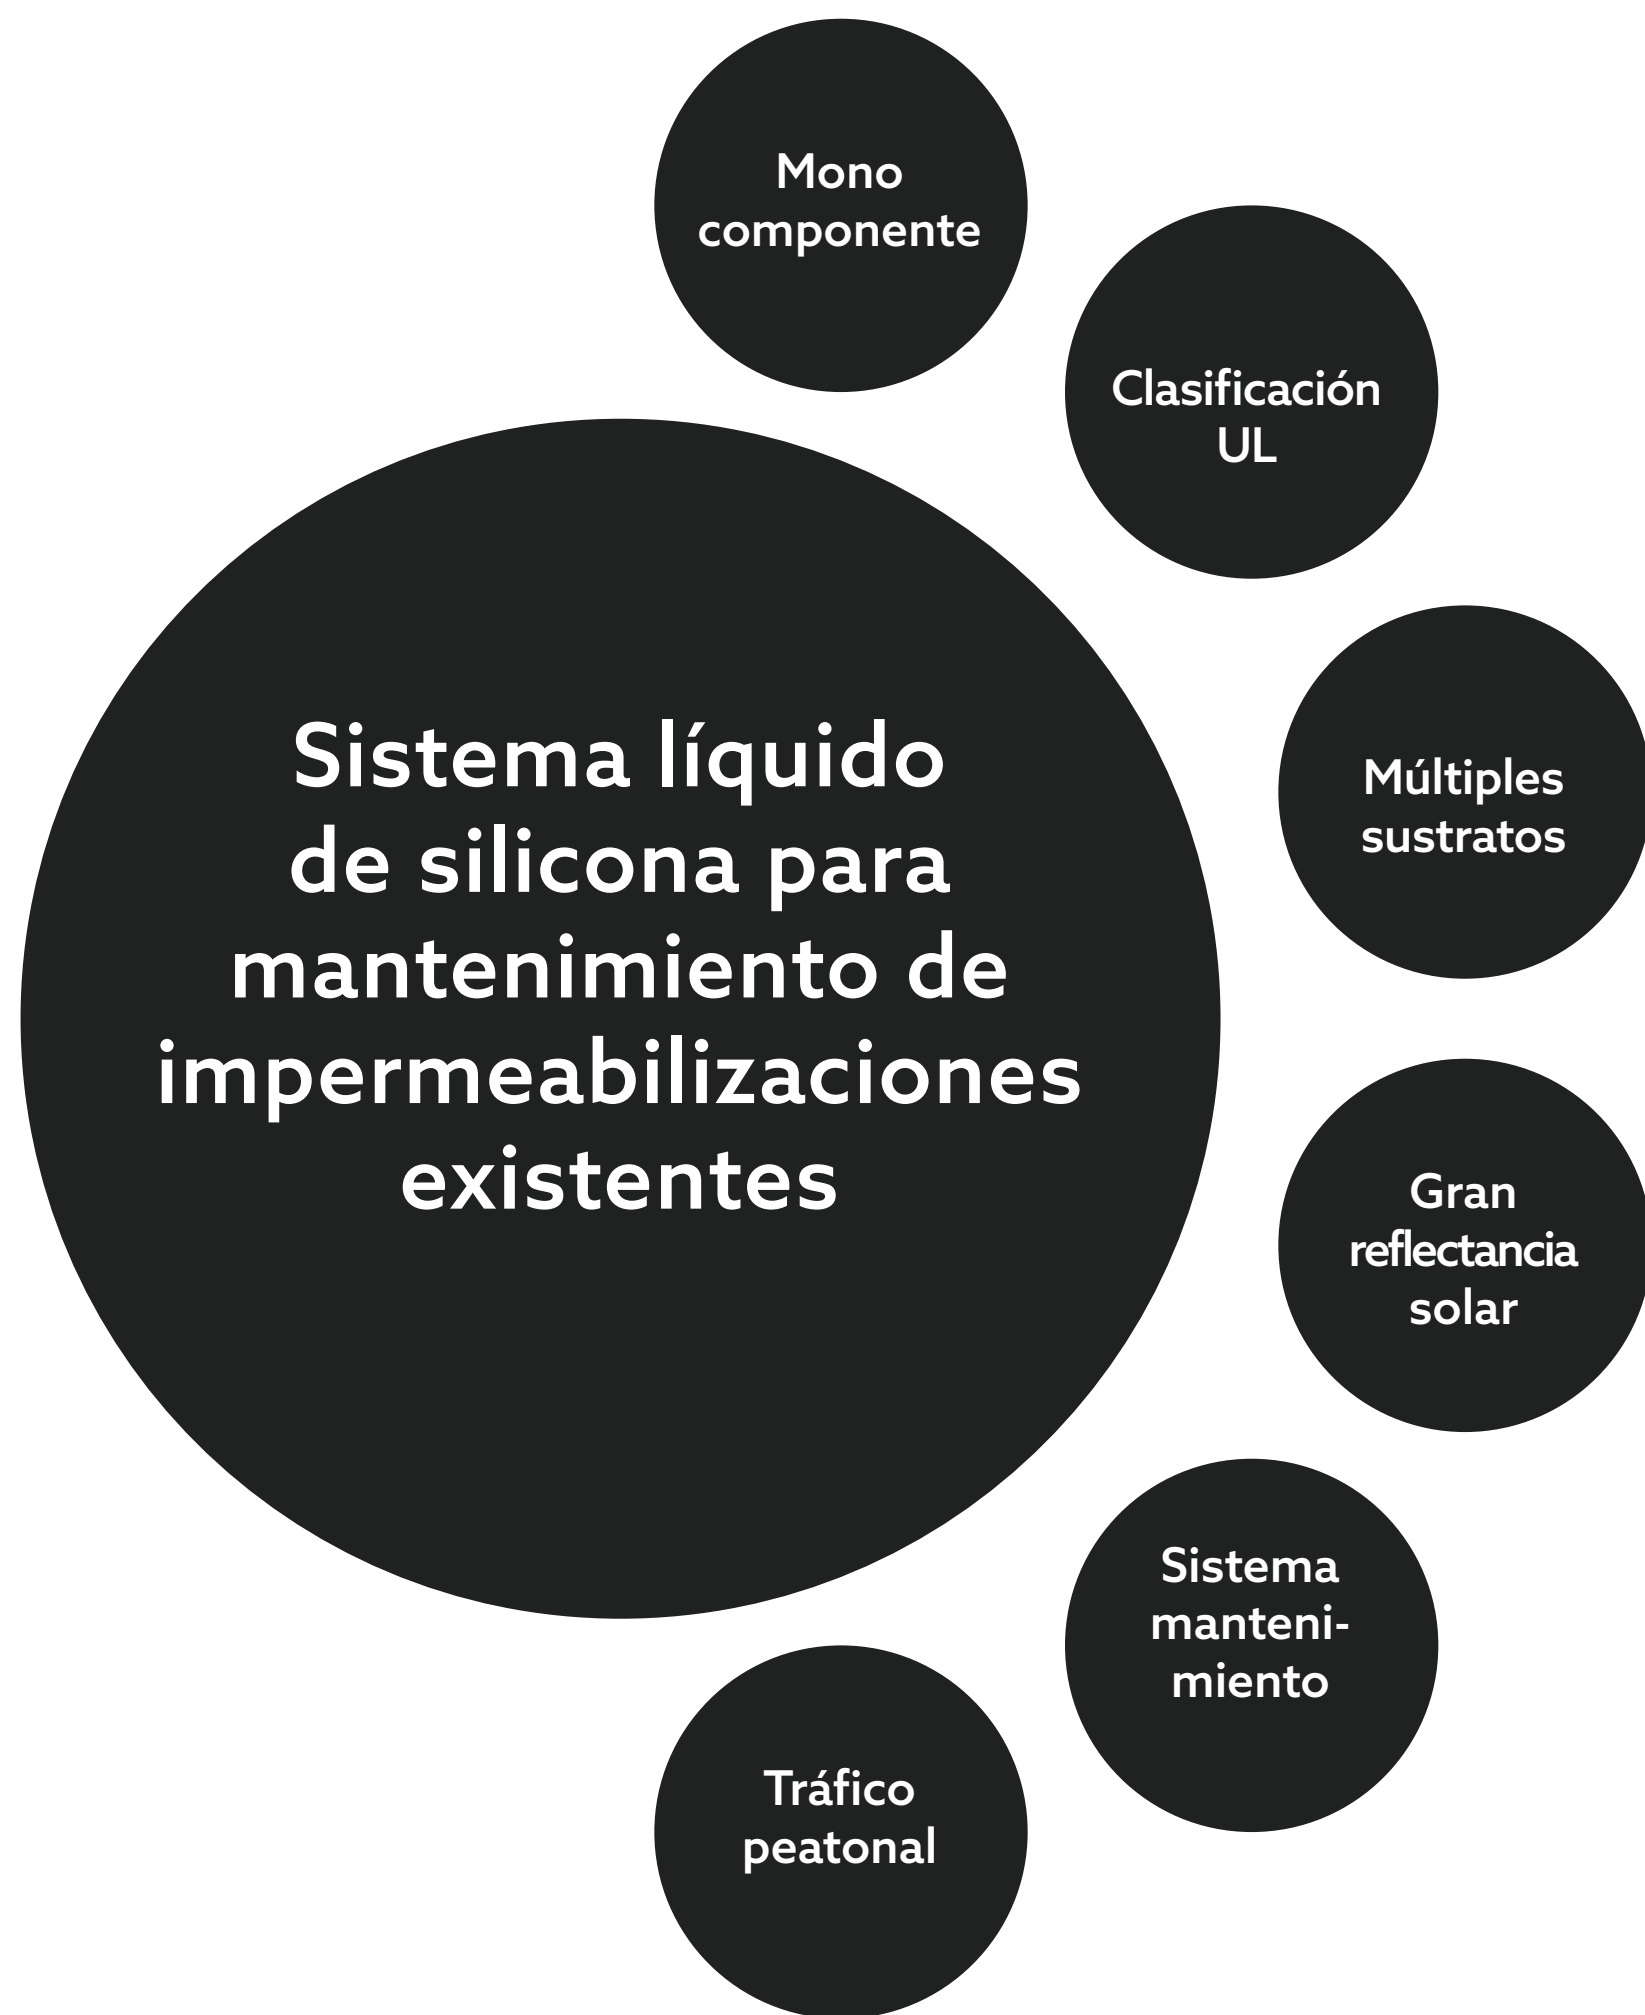 Mono
componente
Clasificación
UL
Sistema líquido
de silicona para
mantenimiento de
impermeabilizaciones
existentes
Múltiples
sustratos
Gran
reflectancia
solar
Sistema
manteni-
miento
Tráfico
peatonal